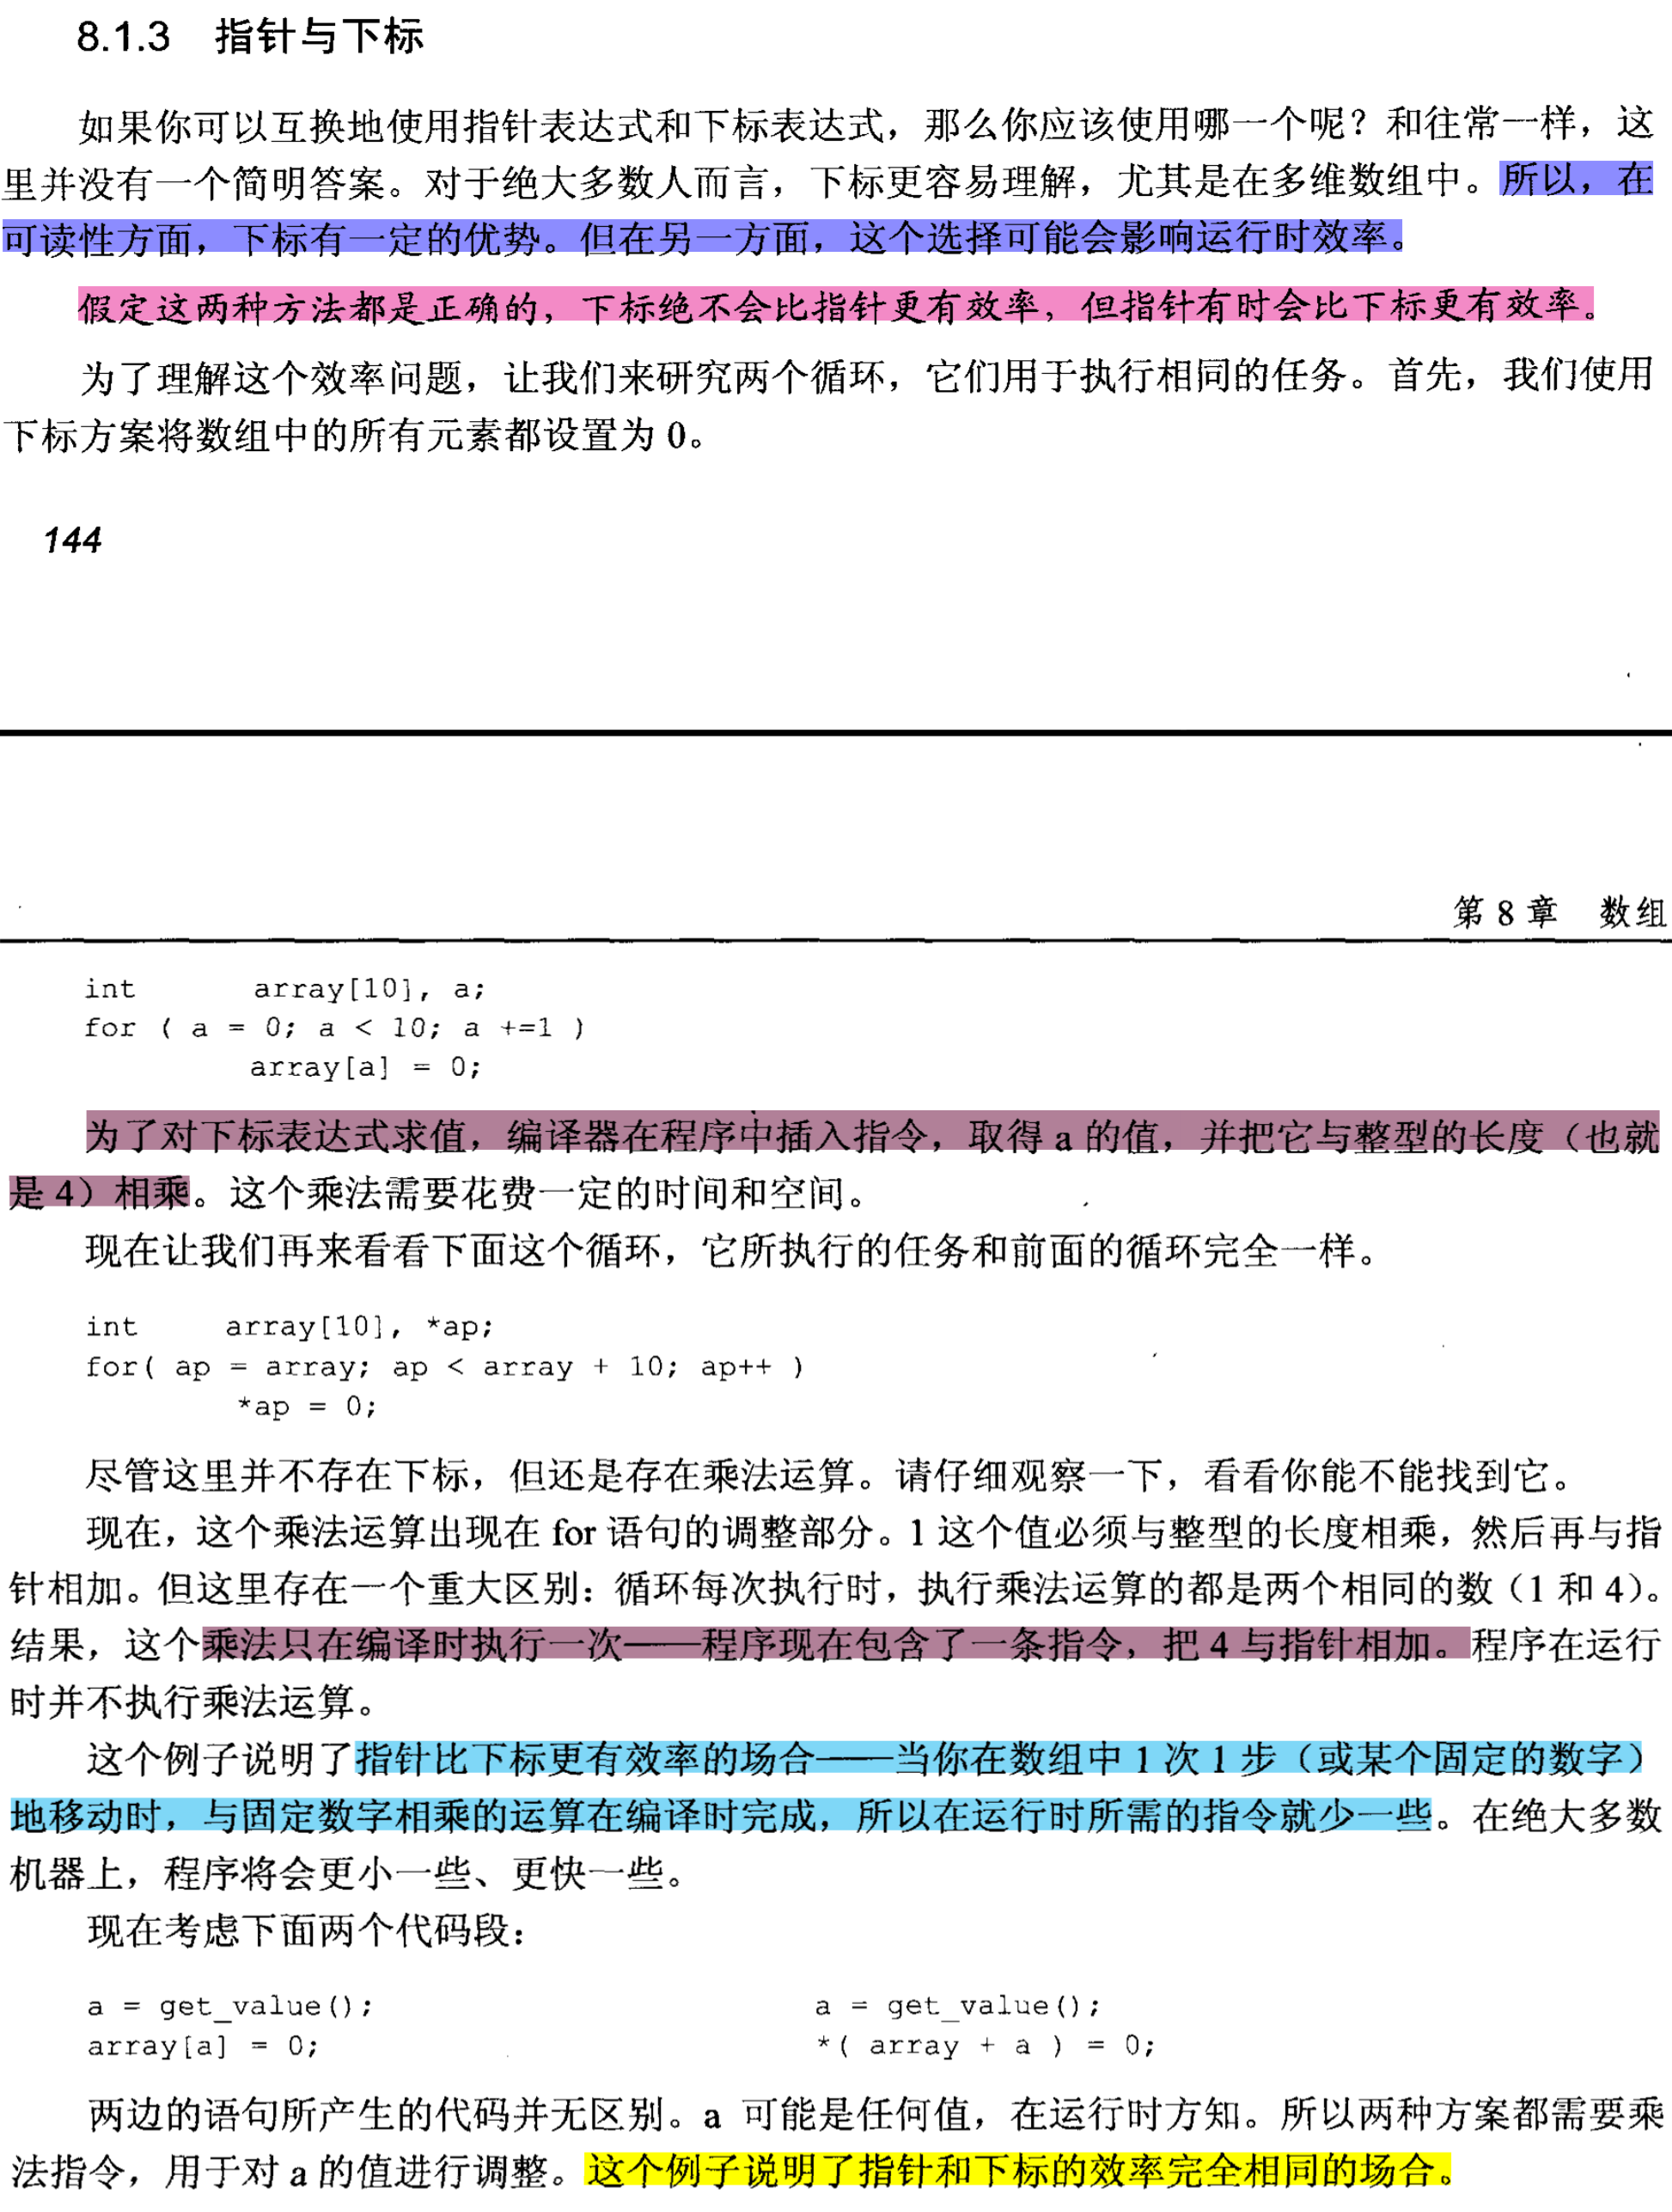 8.1.3 指针与下标
如果你可以互换地使用指针表达式和下标表达式，那么你应该使用哪一个呢？和往常一样，这
里并没有一个简明答案。对于绝大多数人而言，下标更容易理解，尤其是在多维数组中。所以，在
可读性方面，下标有一定的优势。但在另一方面，这个选择可能会影响运行时效率。
假定这两种方法都是正确的，下标绝不会比指针更有效率，但指针有时会比下标更有效率。
为了理解这个效率问题，让我们来研究两个循环，它们用于执行相同的任务。首先，我们使用
下标方案将数组中的所有元素都设置为 0。
144
第 8 章 数组
int array[10], a;
for ( a = 0; a < 10; a +=1 )
array[a] = 0;
为了对下标表达式求值，编译器在程序中插入指令，取得 a 的值，并把它与整型的长度（也就
是 4）相乘。这个乘法需要花费一定的时间和空间。
现在让我们再来看看下面这个循环，它所执行的任务和前面的循环完全一样。
int array[10], *ap;
for( ap = array; ap < array + 10; ap++ )
*ap = 0;
尽管这里并不存在下标，但还是存在乘法运算。请仔细观察一下，看看你能不能找到它。
现在，这个乘法运算出现在 for 语句的调整部分。1 这个值必须与整型的长度相乘，然后再与指
针相加。但这里存在一个重大区别：循环每次执行时，执行乘法运算的都是两个相同的数（1 和 4）。
结果，这个乘法只在编译时执行一次——程序现在包含了一条指令，把 4 与指针相加。程序在运行
时并不执行乘法运算。
这个例子说明了指针比下标更有效率的场合——当你在数组中 1 次 1 步（或某个固定的数字）
地移动时，与固定数字相乘的运算在编译时完成，所以在运行时所需的指令就少一些。在绝大多数
机器上，程序将会更小一些、更快一些。
现在考虑下面两个代码段：
a = get_value(); a = get_value();
array[a] = 0; *( array + a ) = 0;
两边的语句所产生的代码并无区别。a 可能是任何值，在运行时方知。所以两种方案都需要乘
法指令，用于对 a 的值进行调整。这个例子说明了指针和下标的效率完全相同的场合。